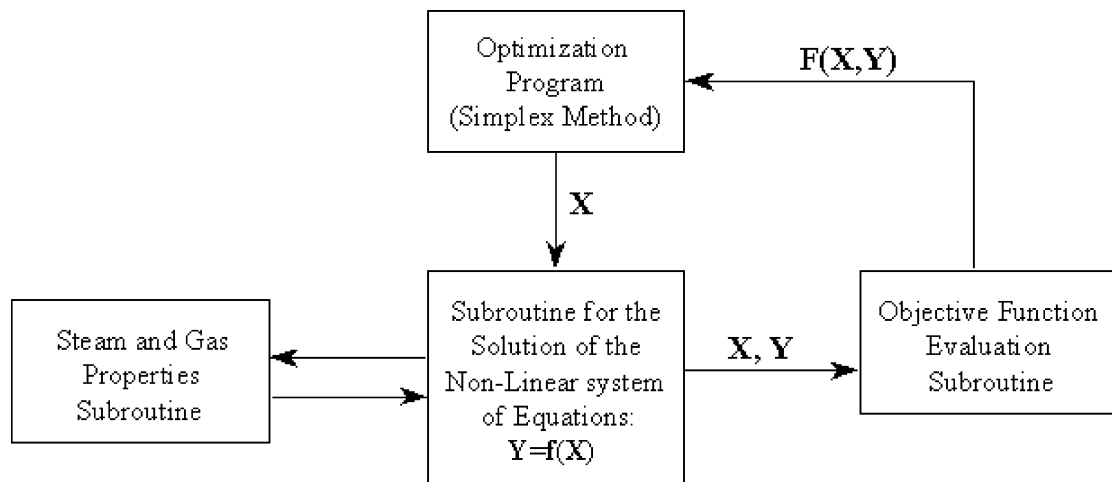 Optimization
Program
(Simplex Method)
F(X,Y)
X
Steam and Gas
Properties
Subroutine
Subroutine for the
Solution of the
Non-Linear system
of Equations:
Y=f(X)
X, Y
Objective Function
Evaluation
Subroutine